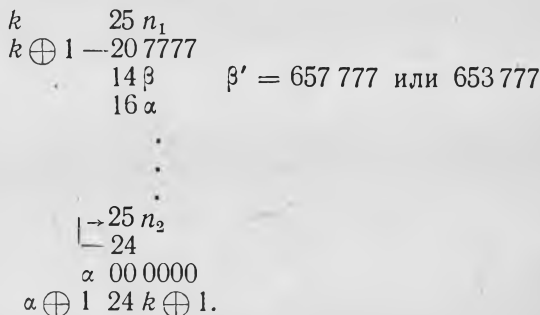 k 25 n₁
k ⊕ 1 — 20 7777
14 β β′ = 657 777 или 653 777
16 α
.
.
.
→ 25 n₂
— 24
α 00 0000
α ⊕ 1 24 k ⊕ 1.